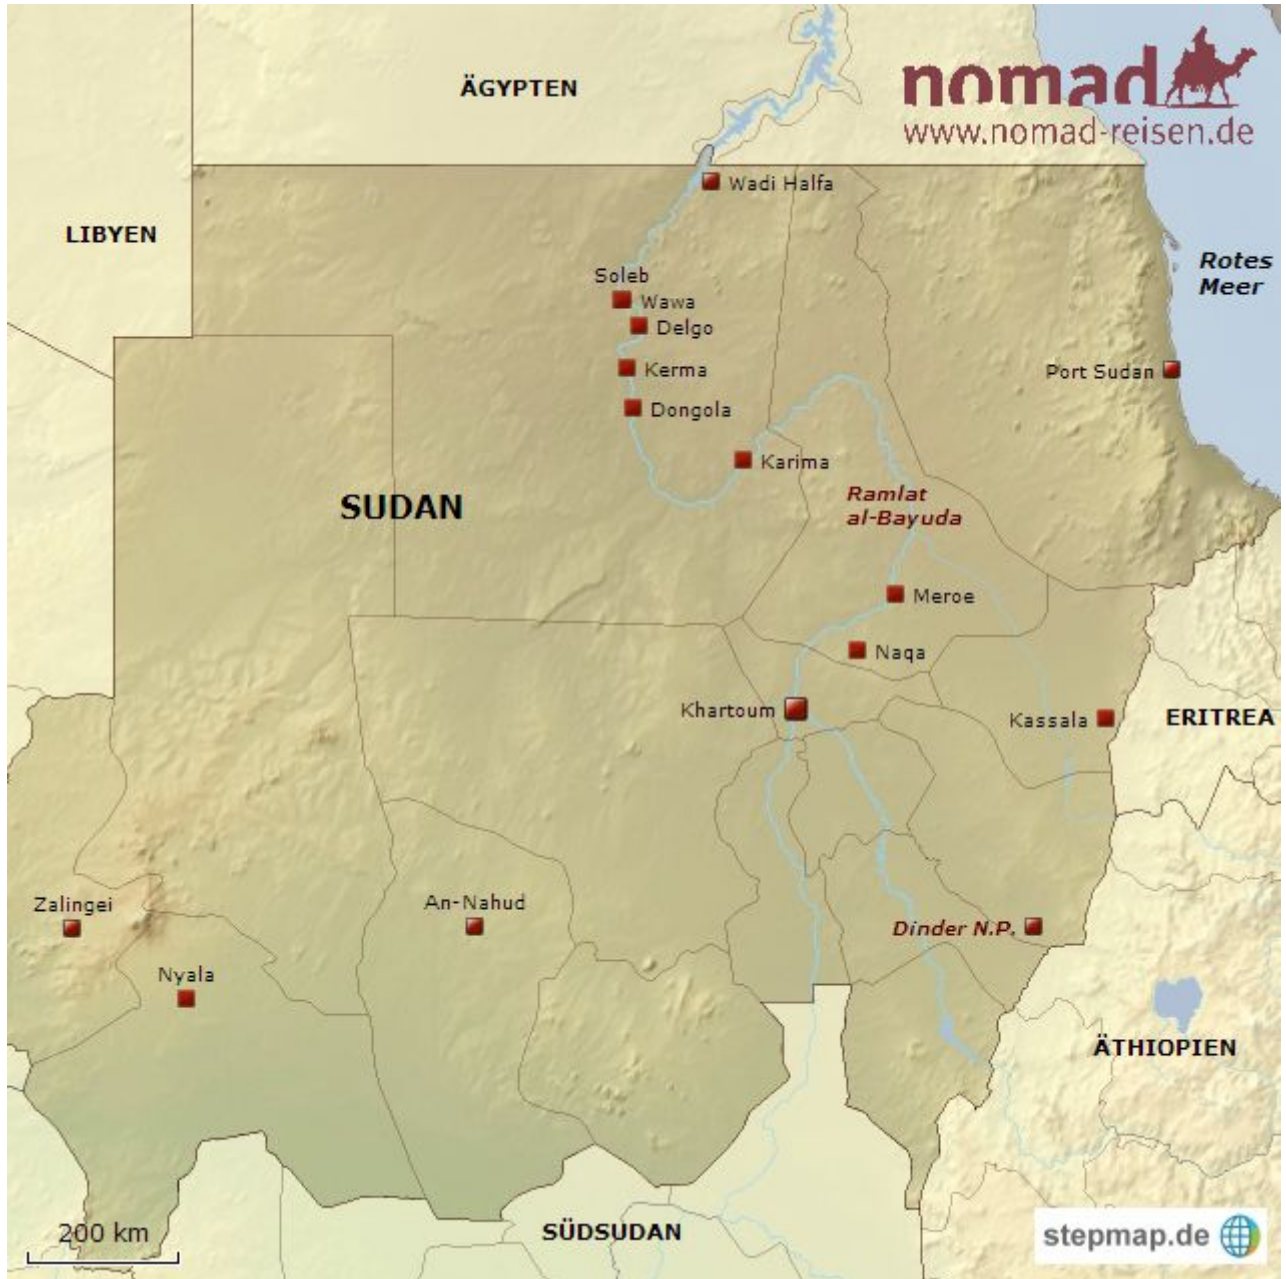 ÄGYPTEN
nomad
www.nomad-reisen.de
Wadi Halfa
LIBYEN
Rotes
Meer
Soleb
Wawa
Delgo
Kerma
Port Sudan
Dongola
Karima
SUDAN
Ramlat
al-Bayuda
Meroe
Naqa
Khartoum
Kassala
ERITREA
Zalingei
An-Nahud
Dinder N.P.
Nyala
ÄTHIOPIEN
200 km
SÜDSUDAN
stepmap.de